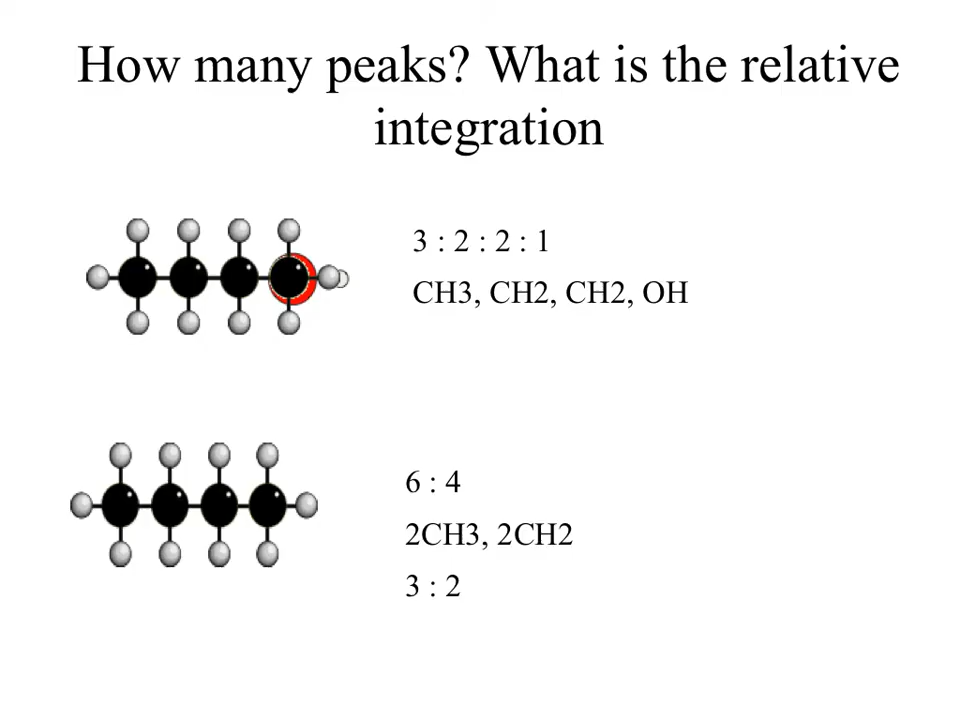 How many peaks? What is the relative
integration
3 : 2 : 2 : 1
CH3, CH2, CH2, OH
6 : 4
2CH3, 2CH2
3 : 2